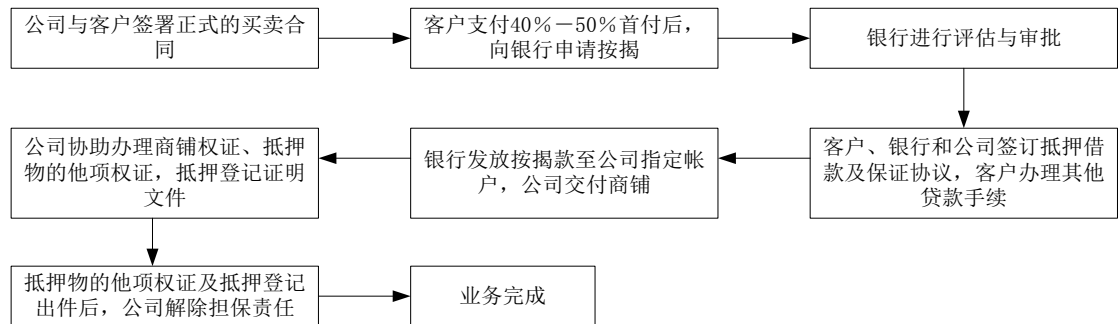 公司与客户签署正式的买卖合
同
客户支付40％－50％首付后，
向银行申请按揭
银行进行评估与审批
客户、银行和公司签订抵押借
款及保证协议，客户办理其他
贷款手续
银行发放按揭款至公司指定帐
户，公司交付商铺
公司协助办理商铺权证、抵押
物的他项权证，抵押登记证明
文件
抵押物的他项权证及抵押登记
出件后，公司解除担保责任
业务完成